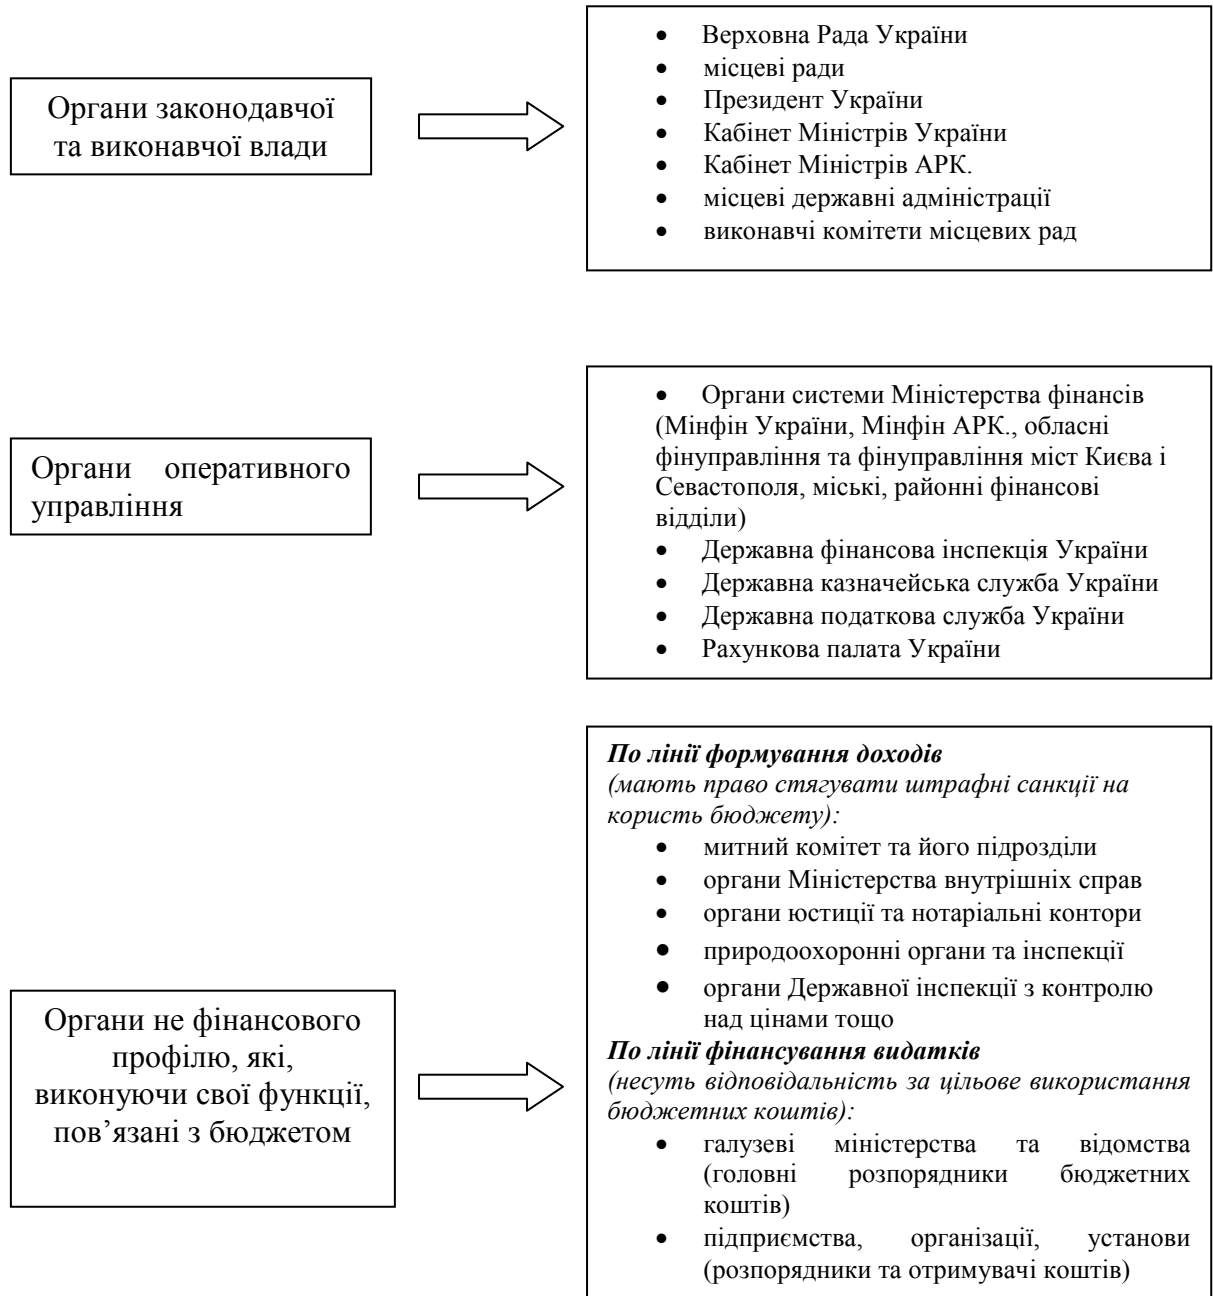 Органи законодавчої
та виконавчої влади
• Верховна Рада України
• місцеві ради
• Президент України
• Кабінет Міністрів України
• Кабінет Міністрів АРК.
• місцеві державні адміністрації
• виконавчі комітети місцевих рад
Органи оперативного
управління
• Органи системи Міністерства фінансів
(Мінфін України, Мінфін АРК., обласні
фінуправління та фінуправління міст Києва і
Севастополя, міські, районні фінансові
відділи)
• Державна фінансова інспекція України
• Державна казначейська служба України
• Державна податкова служба України
• Рахункова палата України
Органи не фінансового
профілю, які,
виконуючи свої функції,
пов’язані з бюджетом
По лінії формування доходів
(мають право стягувати штрафні санкції на
користь бюджету):
• митний комітет та його підрозділи
• органи Міністерства внутрішніх справ
• органи юстиції та нотаріальні контори
• природоохоронні органи та інспекції
• органи Державної інспекції з контролю
над цінами тощо
По лінії фінансування видатків
(несуть відповідальність за цільове використання
бюджетних коштів):
• галузеві міністерства та відомства
(головні розпорядники бюджетних
коштів)
• підприємства, організації, установи
(розпорядники та отримувачі коштів)